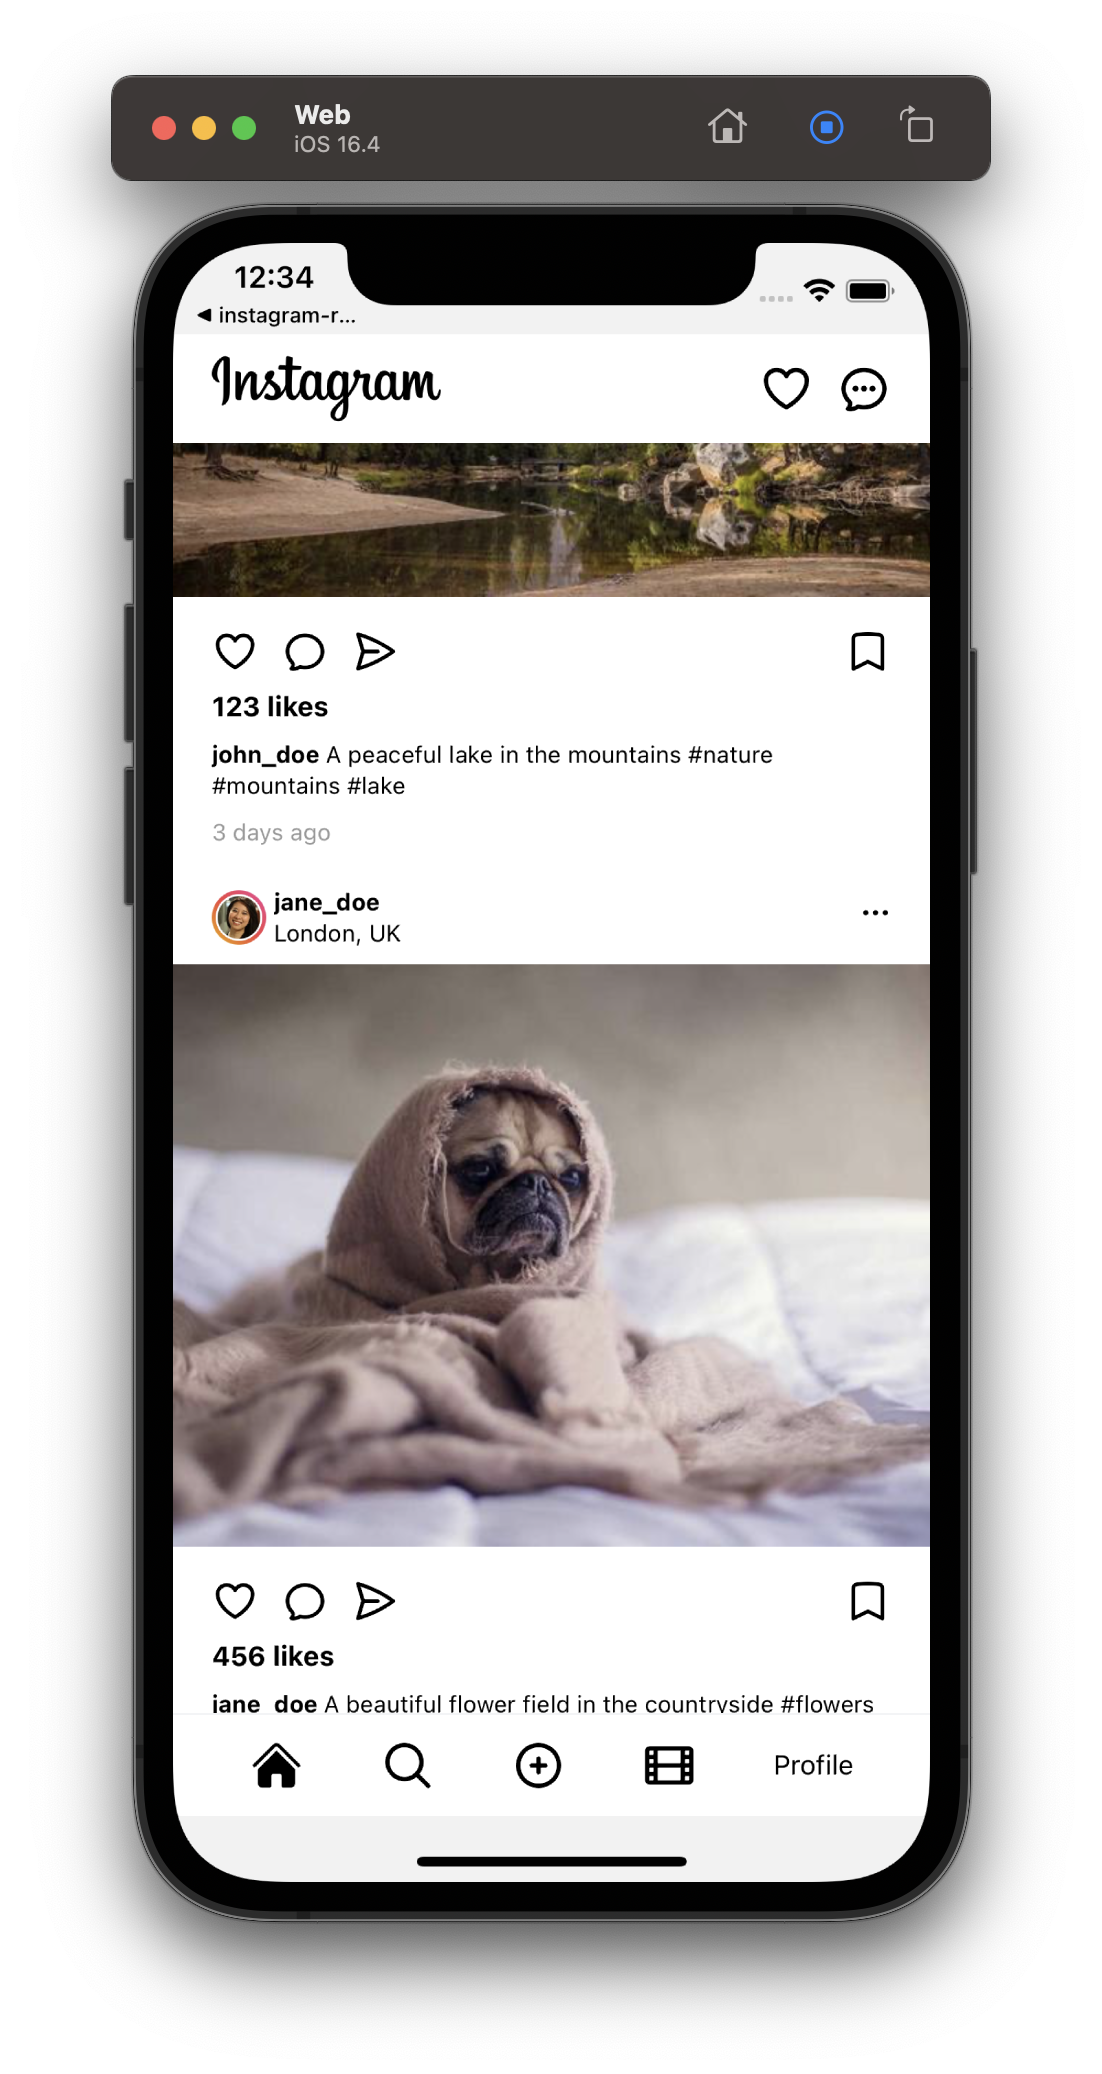 Web
iOS 16.4
12:34
instagram-r...
Instagram
123 likes
john_doe A peaceful lake in the mountains #nature
#mountains #lake
3 days ago
jane_doe
London, UK
456 likes
jane_doe A beautiful flower field in the countryside #flowers
Profile